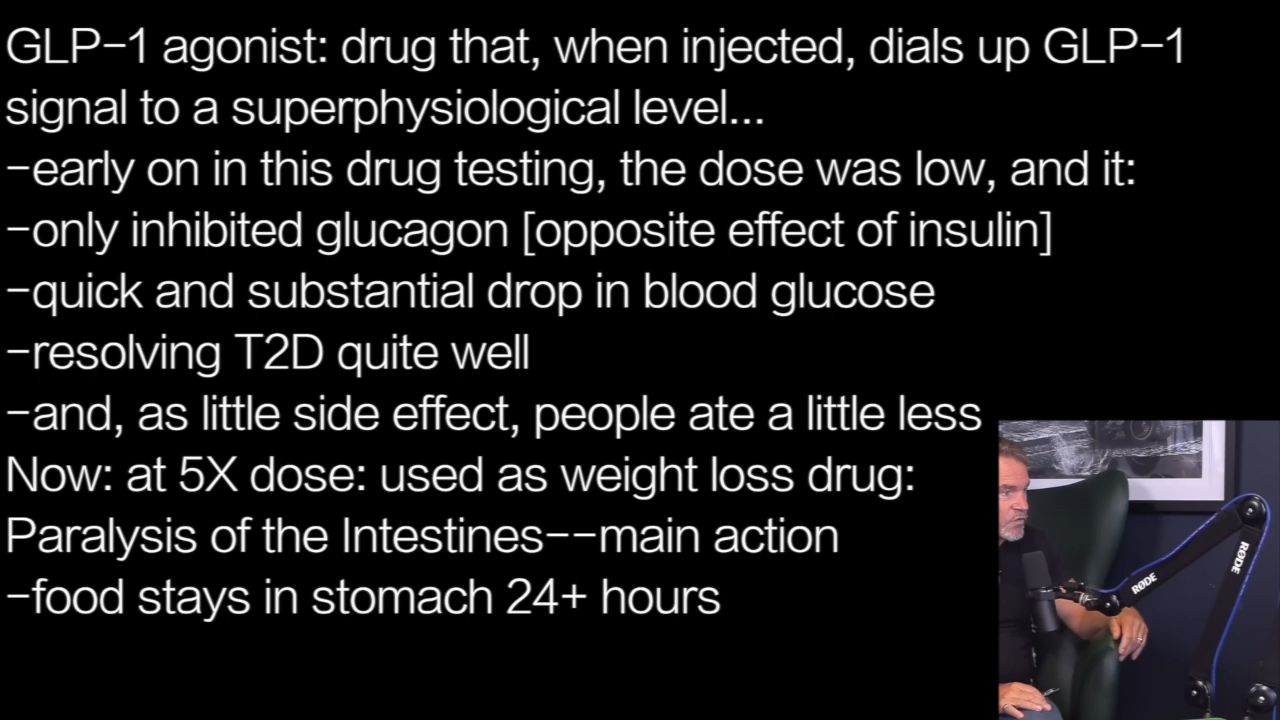 GLP-1 agonist: drug that, when injected, dials up GLP-1
signal to a superphysiological level...
-early on in this drug testing, the dose was low, and it:
-only inhibited glucagon [opposite effect of insulin]
-quick and substantial drop in blood glucose
-resolving T2D quite well
-and, as little side effect, people ate a little less
Now: at 5X dose: used as weight loss drug:
Paralysis of the Intestines--main action
-food stays in stomach 24+ hours
RØDE
RØDE